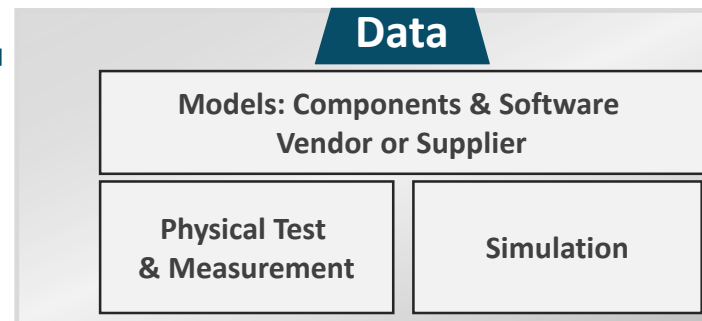 Data
Models: Components & Software
Vendor or Supplier
Physical Test
& Measurement
Simulation